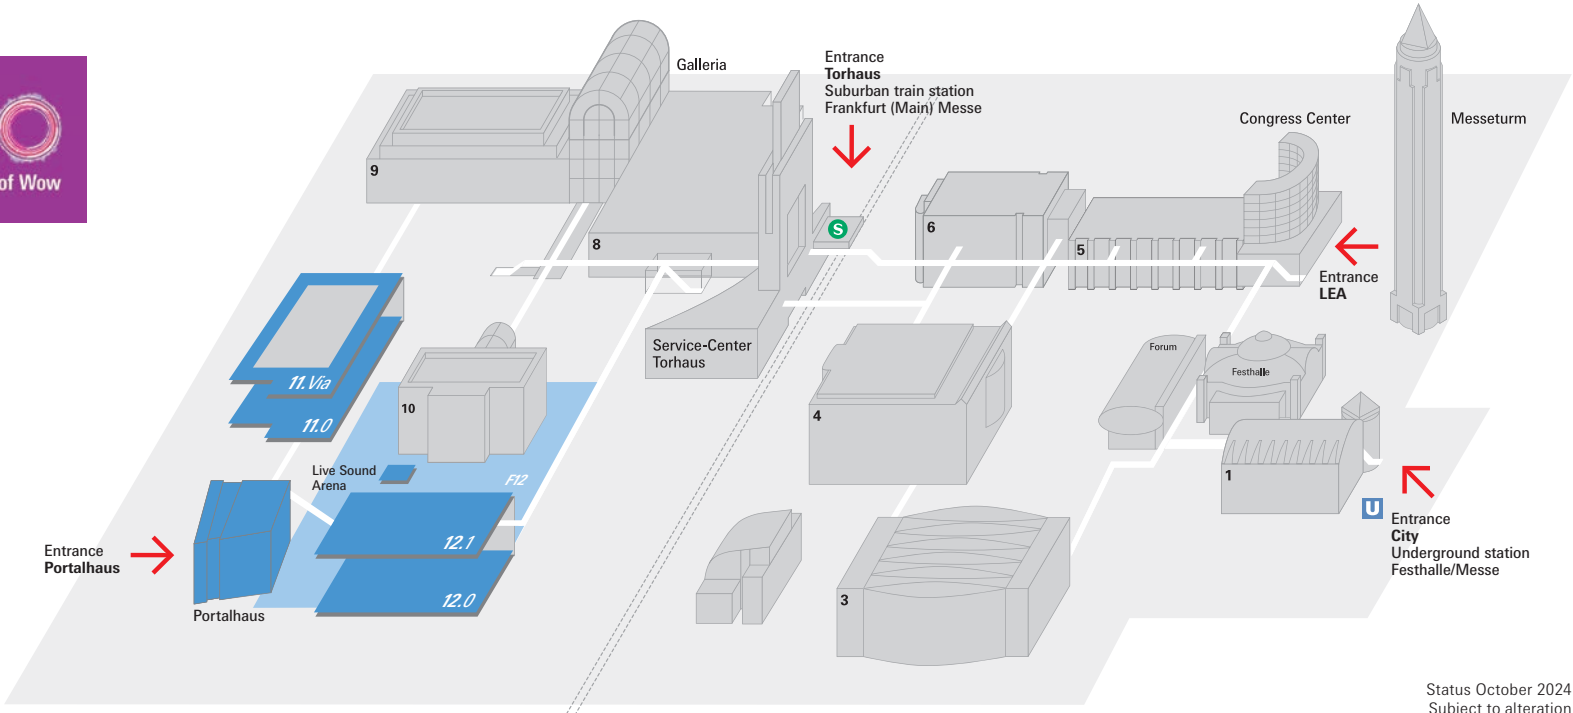 of Wow
Galleria
Entrance
Torhaus
Suburban train station
Frankfurt (Main) Messe
Congress Center
Messeturm
9
8
S
6
5
Entrance
LEA
Service-Center
Torhaus
Forum
Festhalle
11.Via
11.0
10
4
Live Sound
Arena
F12
1
U
Entrance
City
Underground station
Festhalle/Messe
12.1
Entrance
Portalhaus
12.0
3
Portalhaus
Status October 2024
Subject to alteration